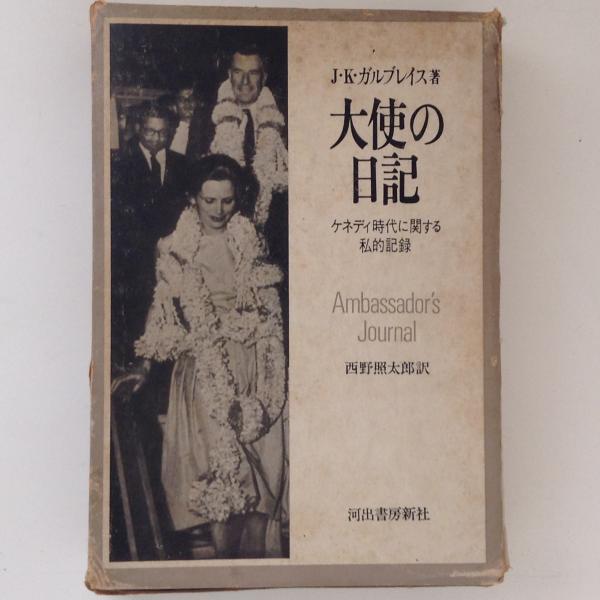 J・K・ガルブレイス著
大使の
日記
ケネディ時代に関する
私的記録
Ambassador's
Journal
西野照太郎訳
河出書房新社